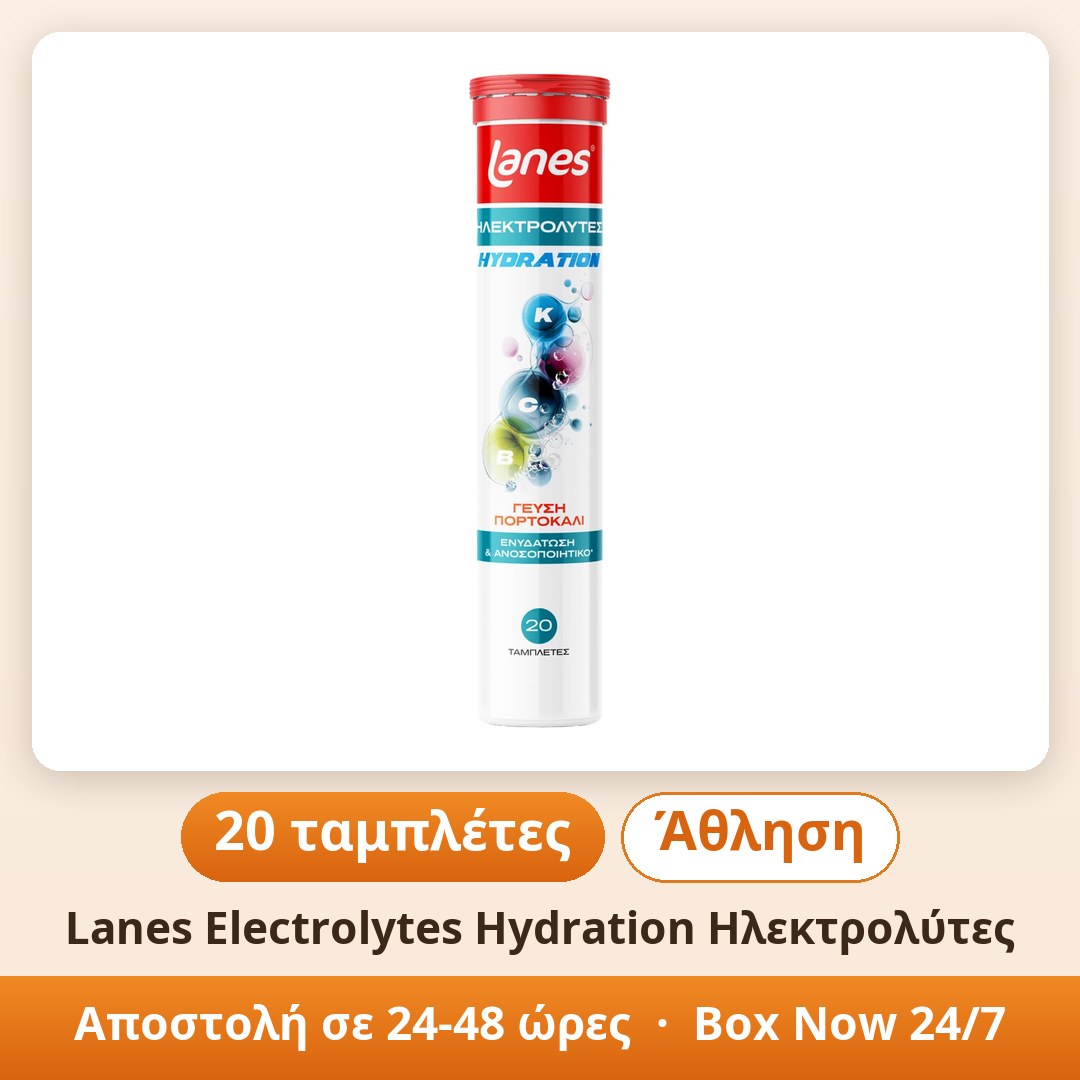 Lanes®
ΗΛΕΚΤΡΟΛΥΤΕΣ
HYDRATION
K
C
B
ΓΕΥΣΗ
ΠΟΡΤΟΚΑΛΙ
ΕΝΥΔΑΤΩΣΗ
& ΑΝΟΣΟΠΟΙΗΤΙΚΟ*
20
ΤΑΜΠΛΕΤΕΣ
20 ταμπλέτες
Άθληση
Lanes Electrolytes Hydration Ηλεκτρολύτες
Αποστολή σε 24-48 ώρες · Box Now 24/7